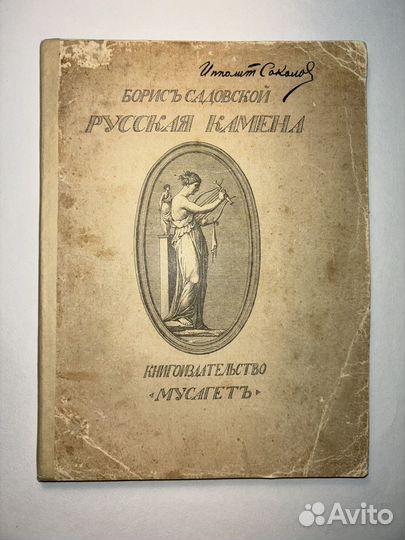 Ипполит Соколов
БОРИСЪ САДОВСКОЙ
РУССКАЯ КАМЕНА
КНИГОИЗДАТЕЛЬСТВО
«МУСАГЕТЪ»
Avito